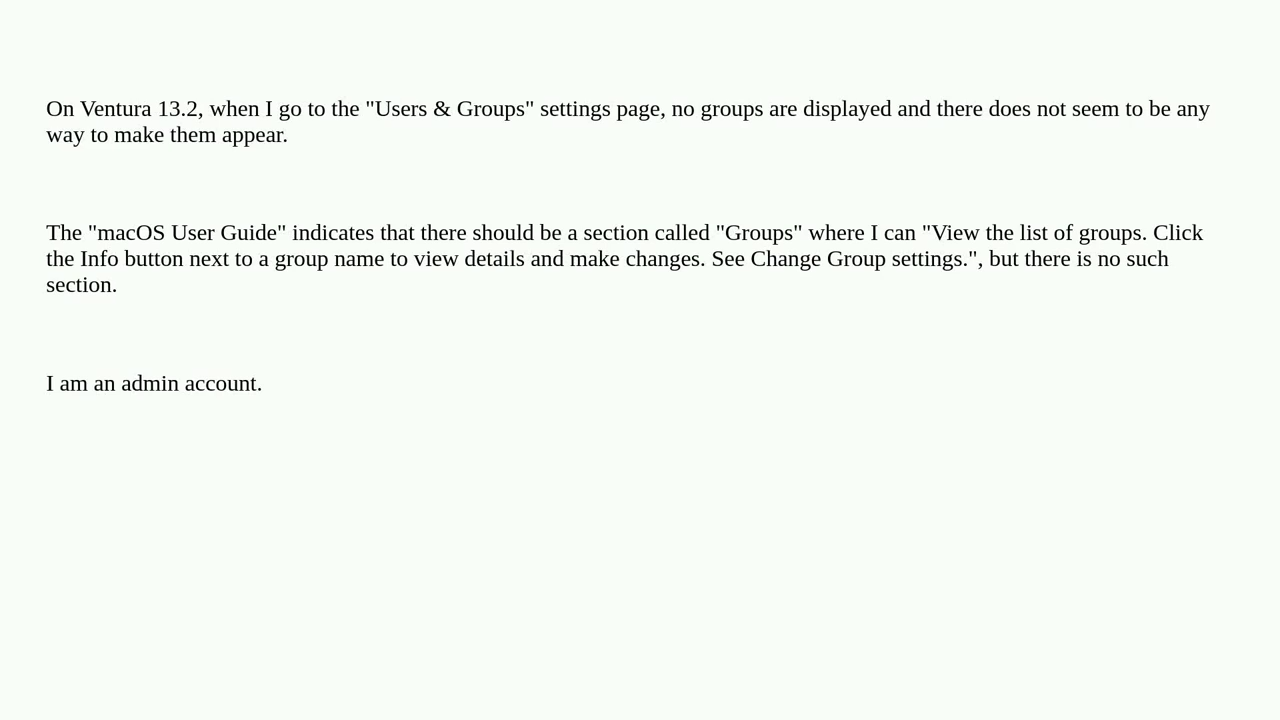 On Ventura 13.2, when I go to the "Users & Groups" settings page, no groups are displayed and there does not seem to be any
way to make them appear.
The "macOS User Guide" indicates that there should be a section called "Groups" where I can "View the list of groups. Click
the Info button next to a group name to view details and make changes. See Change Group settings.", but there is no such
section.
I am an admin account.